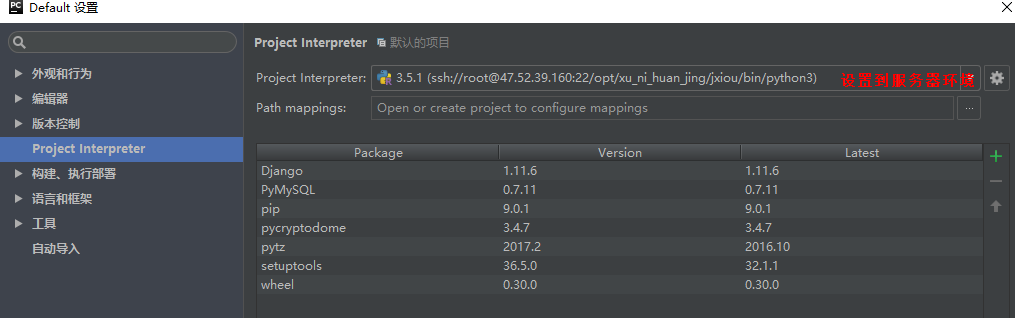 PC Default 设置
Project Interpreter 默认的项目
外观和行为
编辑器
版本控制
Project Interpreter
构建、执行部署
语言和框架
工具
自动导入
Project Interpreter: 3.5.1 (ssh://root@47.52.39.160:22/opt/xu_ni_huan_jing/jxiou/bin/python3) 设置到服务器环境
Path mappings: Open or create project to configure mappings ...
Package Version Latest
Django 1.11.6 1.11.6
PyMySQL 0.7.11 0.7.11
pip 9.0.1 9.0.1
pycryptodome 3.4.7 3.4.7
pytz 2017.2 2016.10
setuptools 36.5.0 32.1.1
wheel 0.30.0 0.30.0